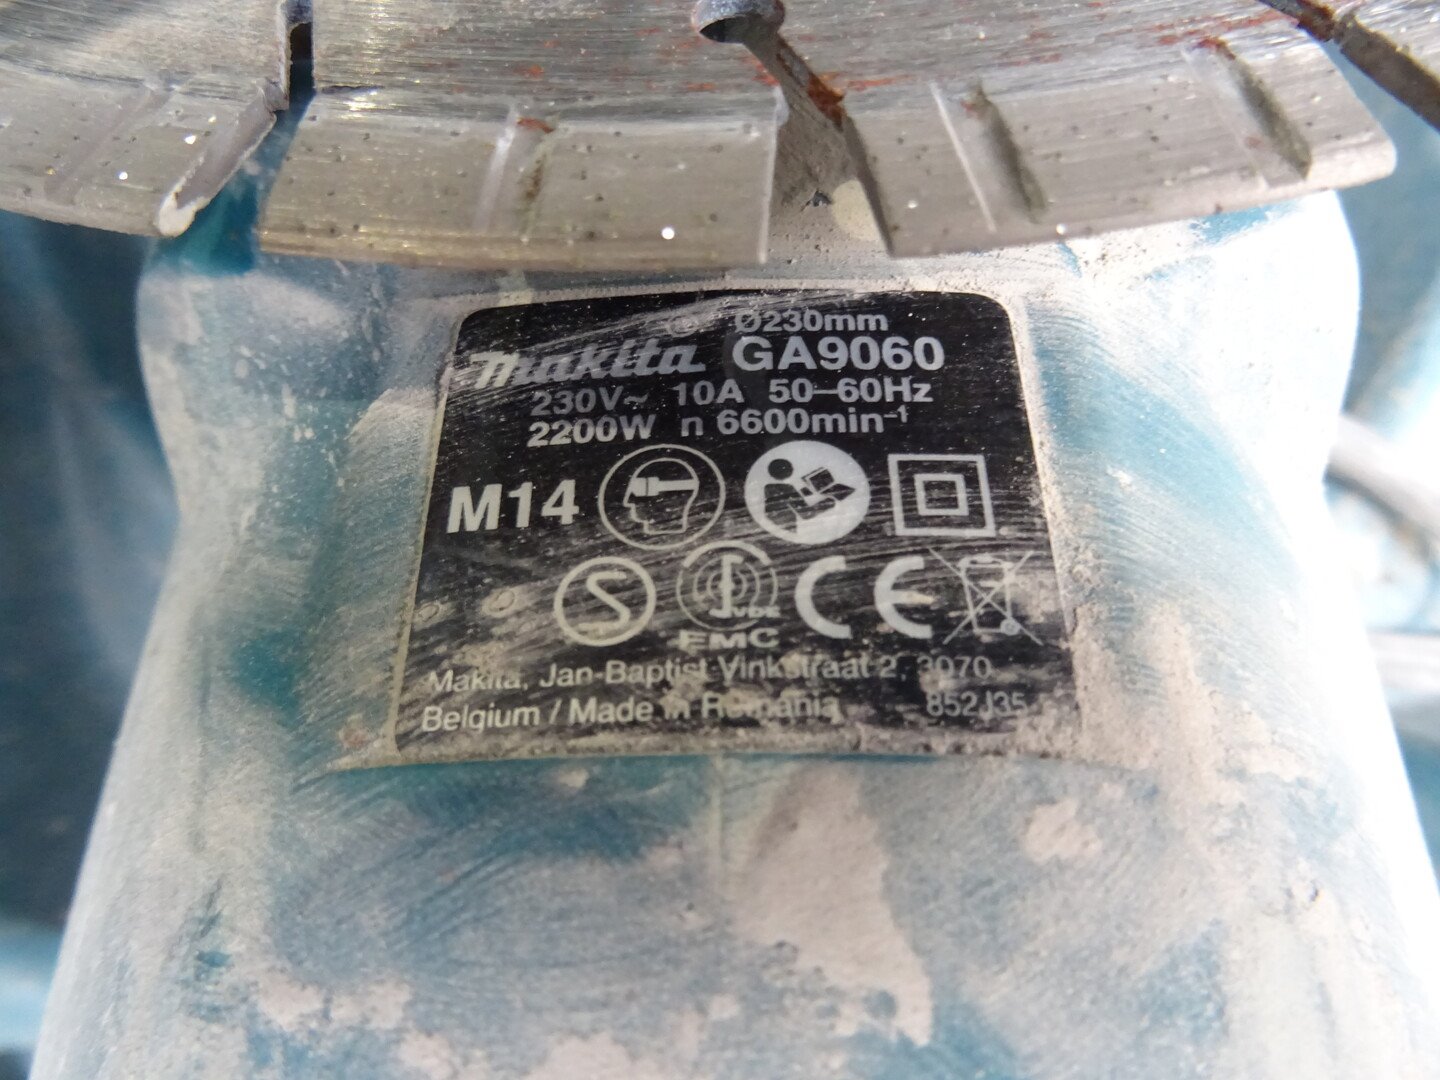 Ø230mm
makita GA9060
230V~ 10A 50–60Hz
2200W n 6600min⁻¹
M14
S VDE CE
EMC
Makita, Jan-Baptist Vinkstraat 2, 3070
Belgium / Made in Romania 852J35